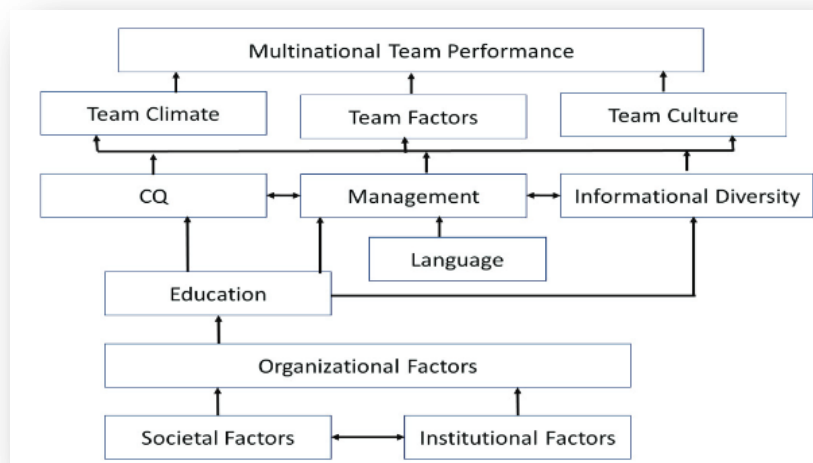 Multinational Team Performance
Team Climate
Team Factors
Team Culture
CQ
Management
Informational Diversity
Language
Education
Organizational Factors
Societal Factors
Institutional Factors